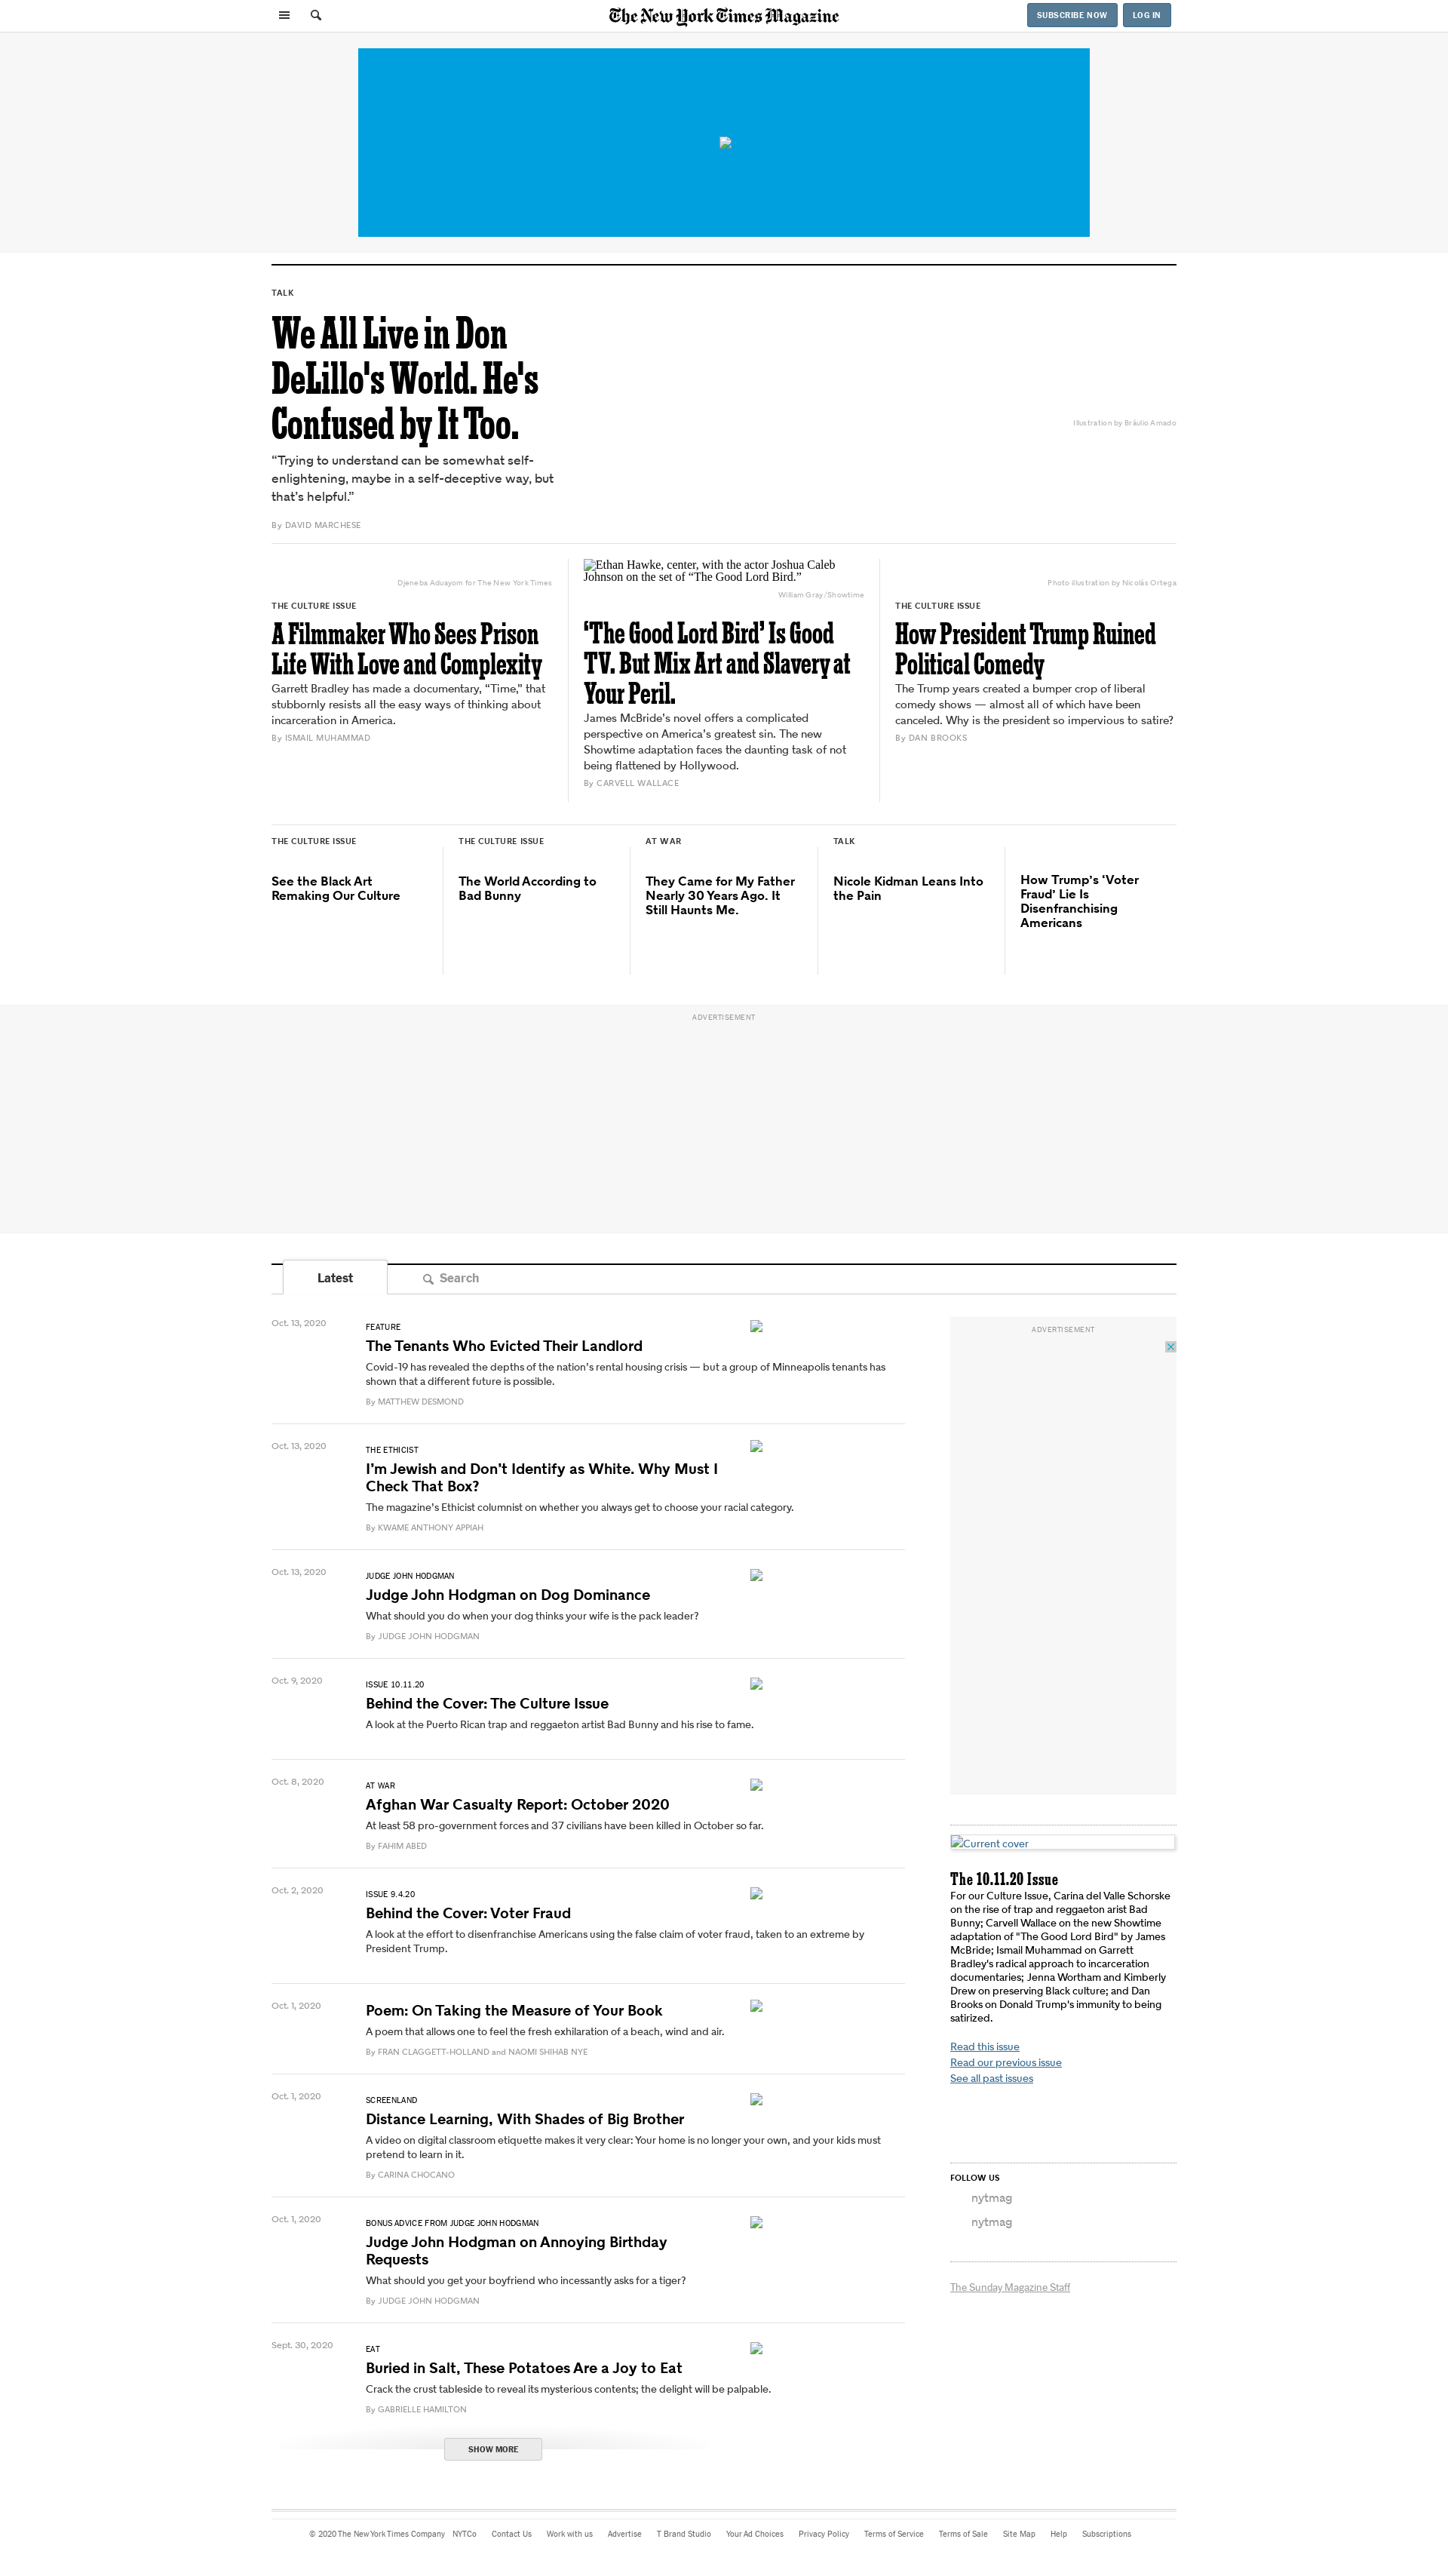 The New York Times Magazine
SUBSCRIBE NOW
LOG IN
TALK
We All Live in Don
DeLillo's World. He's
Confused by It Too.
“Trying to understand can be somewhat self-
enlightening, maybe in a self-deceptive way, but
that’s helpful.”
By DAVID MARCHESE
Illustration by Bráulio Amado
Djeneba Aduayom for The New York Times
THE CULTURE ISSUE
A Filmmaker Who Sees Prison
Life With Love and Complexity
Garrett Bradley has made a documentary, “Time,” that
stubbornly resists all the easy ways of thinking about
incarceration in America.
By ISMAIL MUHAMMAD
Ethan Hawke, center, with the actor Joshua Caleb
Johnson on the set of “The Good Lord Bird.”
William Gray/Showtime
‘The Good Lord Bird’ Is Good
TV. But Mix Art and Slavery at
Your Peril.
James McBride’s novel offers a complicated
perspective on America’s greatest sin. The new
Showtime adaptation faces the daunting task of not
being flattened by Hollywood.
By CARVELL WALLACE
Photo illustration by Nicolás Ortega
THE CULTURE ISSUE
How President Trump Ruined
Political Comedy
The Trump years created a bumper crop of liberal
comedy shows — almost all of which have been
canceled. Why is the president so impervious to satire?
By DAN BROOKS
THE CULTURE ISSUE
See the Black Art
Remaking Our Culture
THE CULTURE ISSUE
The World According to
Bad Bunny
AT WAR
They Came for My Father
Nearly 30 Years Ago. It
Still Haunts Me.
TALK
Nicole Kidman Leans Into
the Pain
How Trump’s ‘Voter
Fraud’ Lie Is
Disenfranchising
Americans
ADVERTISEMENT
Latest
Search
Oct. 13, 2020
FEATURE
The Tenants Who Evicted Their Landlord
Covid-19 has revealed the depths of the nation’s rental housing crisis — but a group of Minneapolis tenants has
shown that a different future is possible.
By MATTHEW DESMOND
Oct. 13, 2020
THE ETHICIST
I’m Jewish and Don’t Identify as White. Why Must I
Check That Box?
The magazine’s Ethicist columnist on whether you always get to choose your racial category.
By KWAME ANTHONY APPIAH
Oct. 13, 2020
JUDGE JOHN HODGMAN
Judge John Hodgman on Dog Dominance
What should you do when your dog thinks your wife is the pack leader?
By JUDGE JOHN HODGMAN
Oct. 9, 2020
ISSUE 10.11.20
Behind the Cover: The Culture Issue
A look at the Puerto Rican trap and reggaeton artist Bad Bunny and his rise to fame.
Oct. 8, 2020
AT WAR
Afghan War Casualty Report: October 2020
At least 58 pro-government forces and 37 civilians have been killed in October so far.
By FAHIM ABED
Oct. 2, 2020
ISSUE 9.4.20
Behind the Cover: Voter Fraud
A look at the effort to disenfranchise Americans using the false claim of voter fraud, taken to an extreme by
President Trump.
Oct. 1, 2020
Poem: On Taking the Measure of Your Book
A poem that allows one to feel the fresh exhilaration of a beach, wind and air.
By FRAN CLAGGETT-HOLLAND and NAOMI SHIHAB NYE
Oct. 1, 2020
SCREENLAND
Distance Learning, With Shades of Big Brother
A video on digital classroom etiquette makes it very clear: Your home is no longer your own, and your kids must
pretend to learn in it.
By CARINA CHOCANO
Oct. 1, 2020
BONUS ADVICE FROM JUDGE JOHN HODGMAN
Judge John Hodgman on Annoying Birthday
Requests
What should you get your boyfriend who incessantly asks for a tiger?
By JUDGE JOHN HODGMAN
Sept. 30, 2020
EAT
Buried in Salt, These Potatoes Are a Joy to Eat
Crack the crust tableside to reveal its mysterious contents; the delight will be palpable.
By GABRIELLE HAMILTON
SHOW MORE
ADVERTISEMENT
Current cover
The 10.11.20 Issue
For our Culture Issue, Carina del Valle Schorske
on the rise of trap and reggaeton arist Bad
Bunny; Carvell Wallace on the new Showtime
adaptation of "The Good Lord Bird" by James
McBride; Ismail Muhammad on Garrett
Bradley's radical approach to incarceration
documentaries; Jenna Wortham and Kimberly
Drew on preserving Black culture; and Dan
Brooks on Donald Trump's immunity to being
satirized.
Read this issue
Read our previous issue
See all past issues
FOLLOW US
nytmag
nytmag
The Sunday Magazine Staff
© 2020 The New York Times Company NYTCo Contact Us Work with us Advertise T Brand Studio Your Ad Choices Privacy Policy Terms of Service Terms of Sale Site Map Help Subscriptions